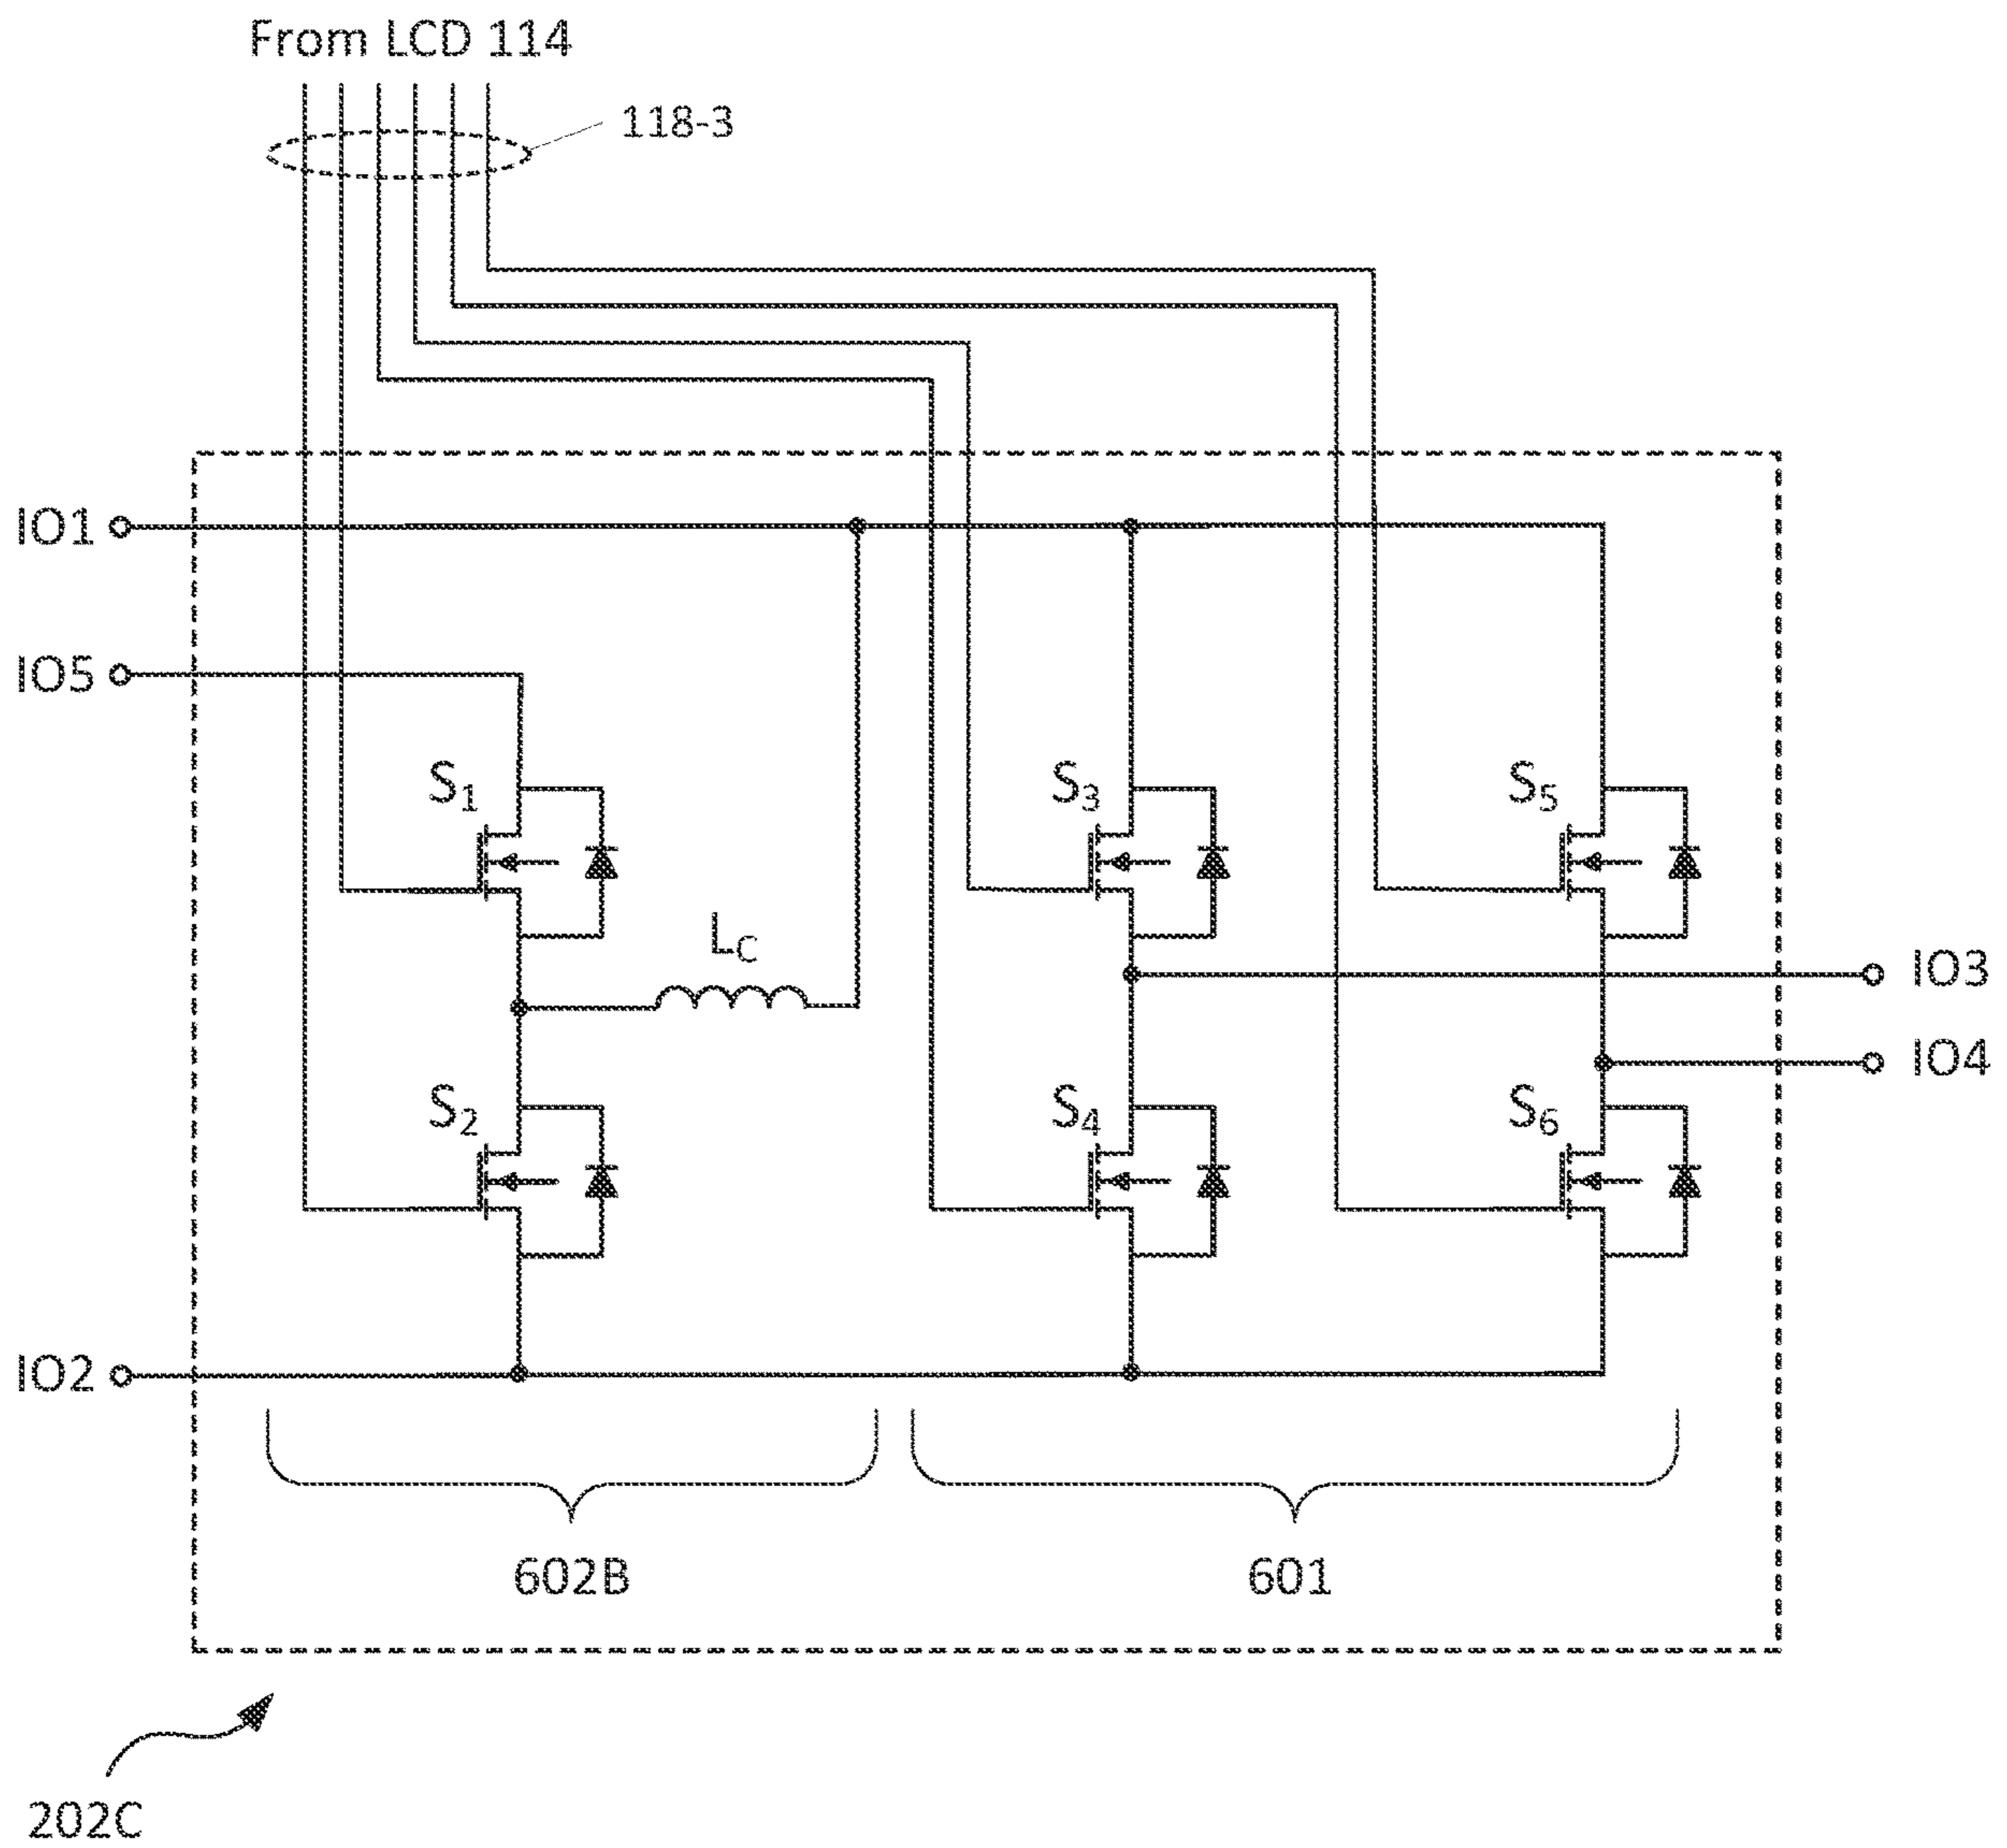 From LCD 114
118-3
IO1
IO5
S1
S3
S5
LC
IO3
IO4
S2
S4
S6
IO2
602B
601
202C